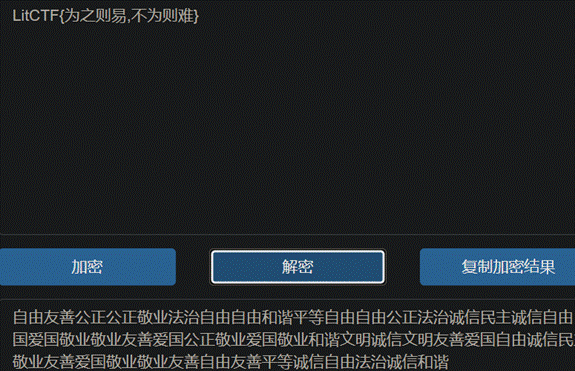 LitCTF{为之则易,不为则难}
加密 解密 复制加密结果
自由友善公正公正敬业法治自由自由和谐平等自由自由公正法治诚信民主诚信自由
国爱国敬业敬业友善爱国公正敬业爱国敬业和谐文明诚信文明友善爱国自由诚信民
敬业友善爱国敬业敬业友善自由友善平等诚信自由法治诚信和谐